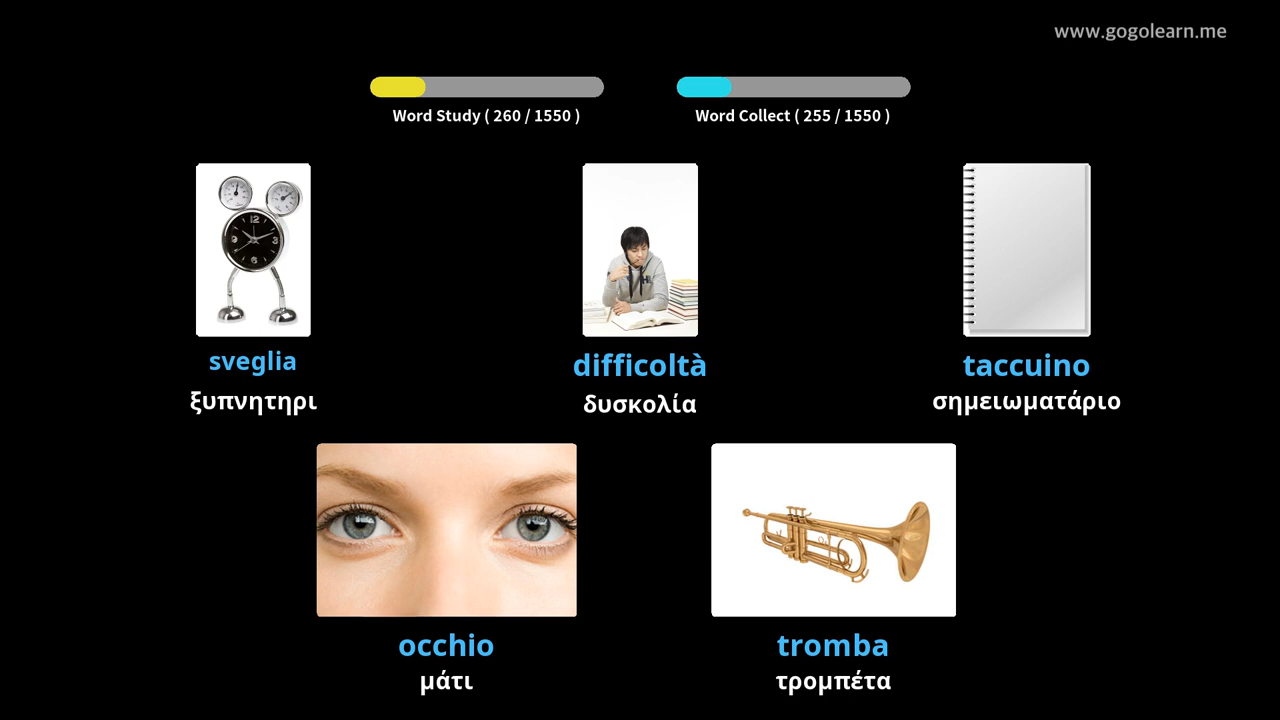 www.gogolearn.me
Word Study ( 260 / 1550 )
Word Collect ( 255 / 1550 )
sveglia
ξυπνητηρι
difficoltà
δυσκολία
taccuino
σημειωματάριο
occhio
μάτι
tromba
τρομπέτα